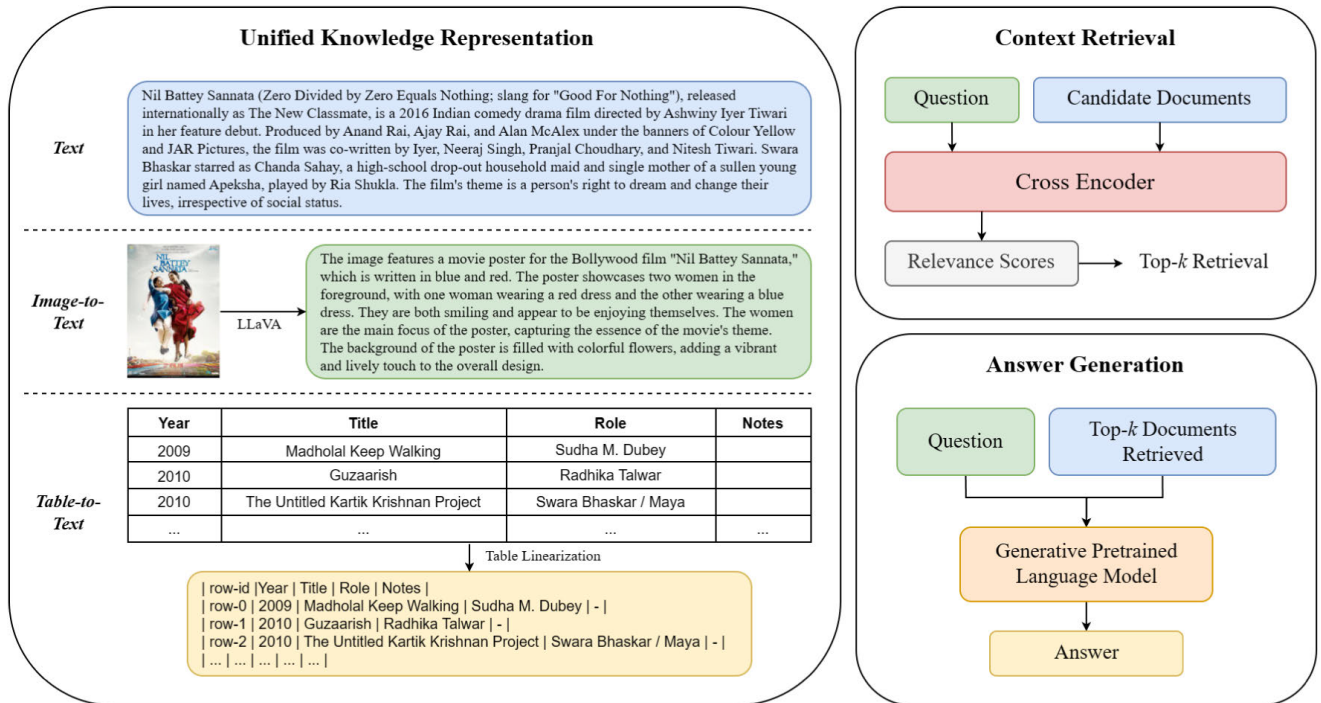 Unified Knowledge Representation
Text
Nil Battey Sannata (Zero Divided by Zero Equals Nothing; slang for "Good For Nothing"), released
internationally as The New Classmate, is a 2016 Indian comedy drama film directed by Ashwiny Iyer Tiwari
in her feature debut. Produced by Anand Rai, Ajay Rai, and Alan McAlex under the banners of Colour Yellow
and JAR Pictures, the film was co-written by Iyer, Neeraj Singh, Pranjal Choudhary, and Nitesh Tiwari. Swara
Bhaskar starred as Chanda Sahay, a high-school drop-out household maid and single mother of a sullen young
girl named Apeksha, played by Ria Shukla. The film's theme is a person's right to dream and change their
lives, irrespective of social status.
Image-to-
Text
NIL
BATTEY
SANNATA
LLaVA
The image features a movie poster for the Bollywood film "Nil Battey Sannata,"
which is written in blue and red. The poster showcases two women in the
foreground, with one woman wearing a red dress and the other wearing a blue
dress. They are both smiling and appear to be enjoying themselves. The women
are the main focus of the poster, capturing the essence of the movie's theme.
The background of the poster is filled with colorful flowers, adding a vibrant
and lively touch to the overall design.
Table-to-
Text
Year Title Role Notes
2009 Madholal Keep Walking Sudha M. Dubey
2010 Guzaarish Radhika Talwar
2010 The Untitled Kartik Krishnan Project Swara Bhaskar / Maya
... ... ... ...
Table Linearization
| row-id |Year | Title | Role | Notes |
| row-0 | 2009 | Madholal Keep Walking | Sudha M. Dubey | - |
| row-1 | 2010 | Guzaarish | Radhika Talwar | - |
| row-2 | 2010 | The Untitled Kartik Krishnan Project | Swara Bhaskar / Maya | - |
| ... | ... | ... | ... | ... |
Context Retrieval
Question
Candidate Documents
Cross Encoder
Relevance Scores
Top-k Retrieval
Answer Generation
Question
Top-k Documents
Retrieved
Generative Pretrained
Language Model
Answer